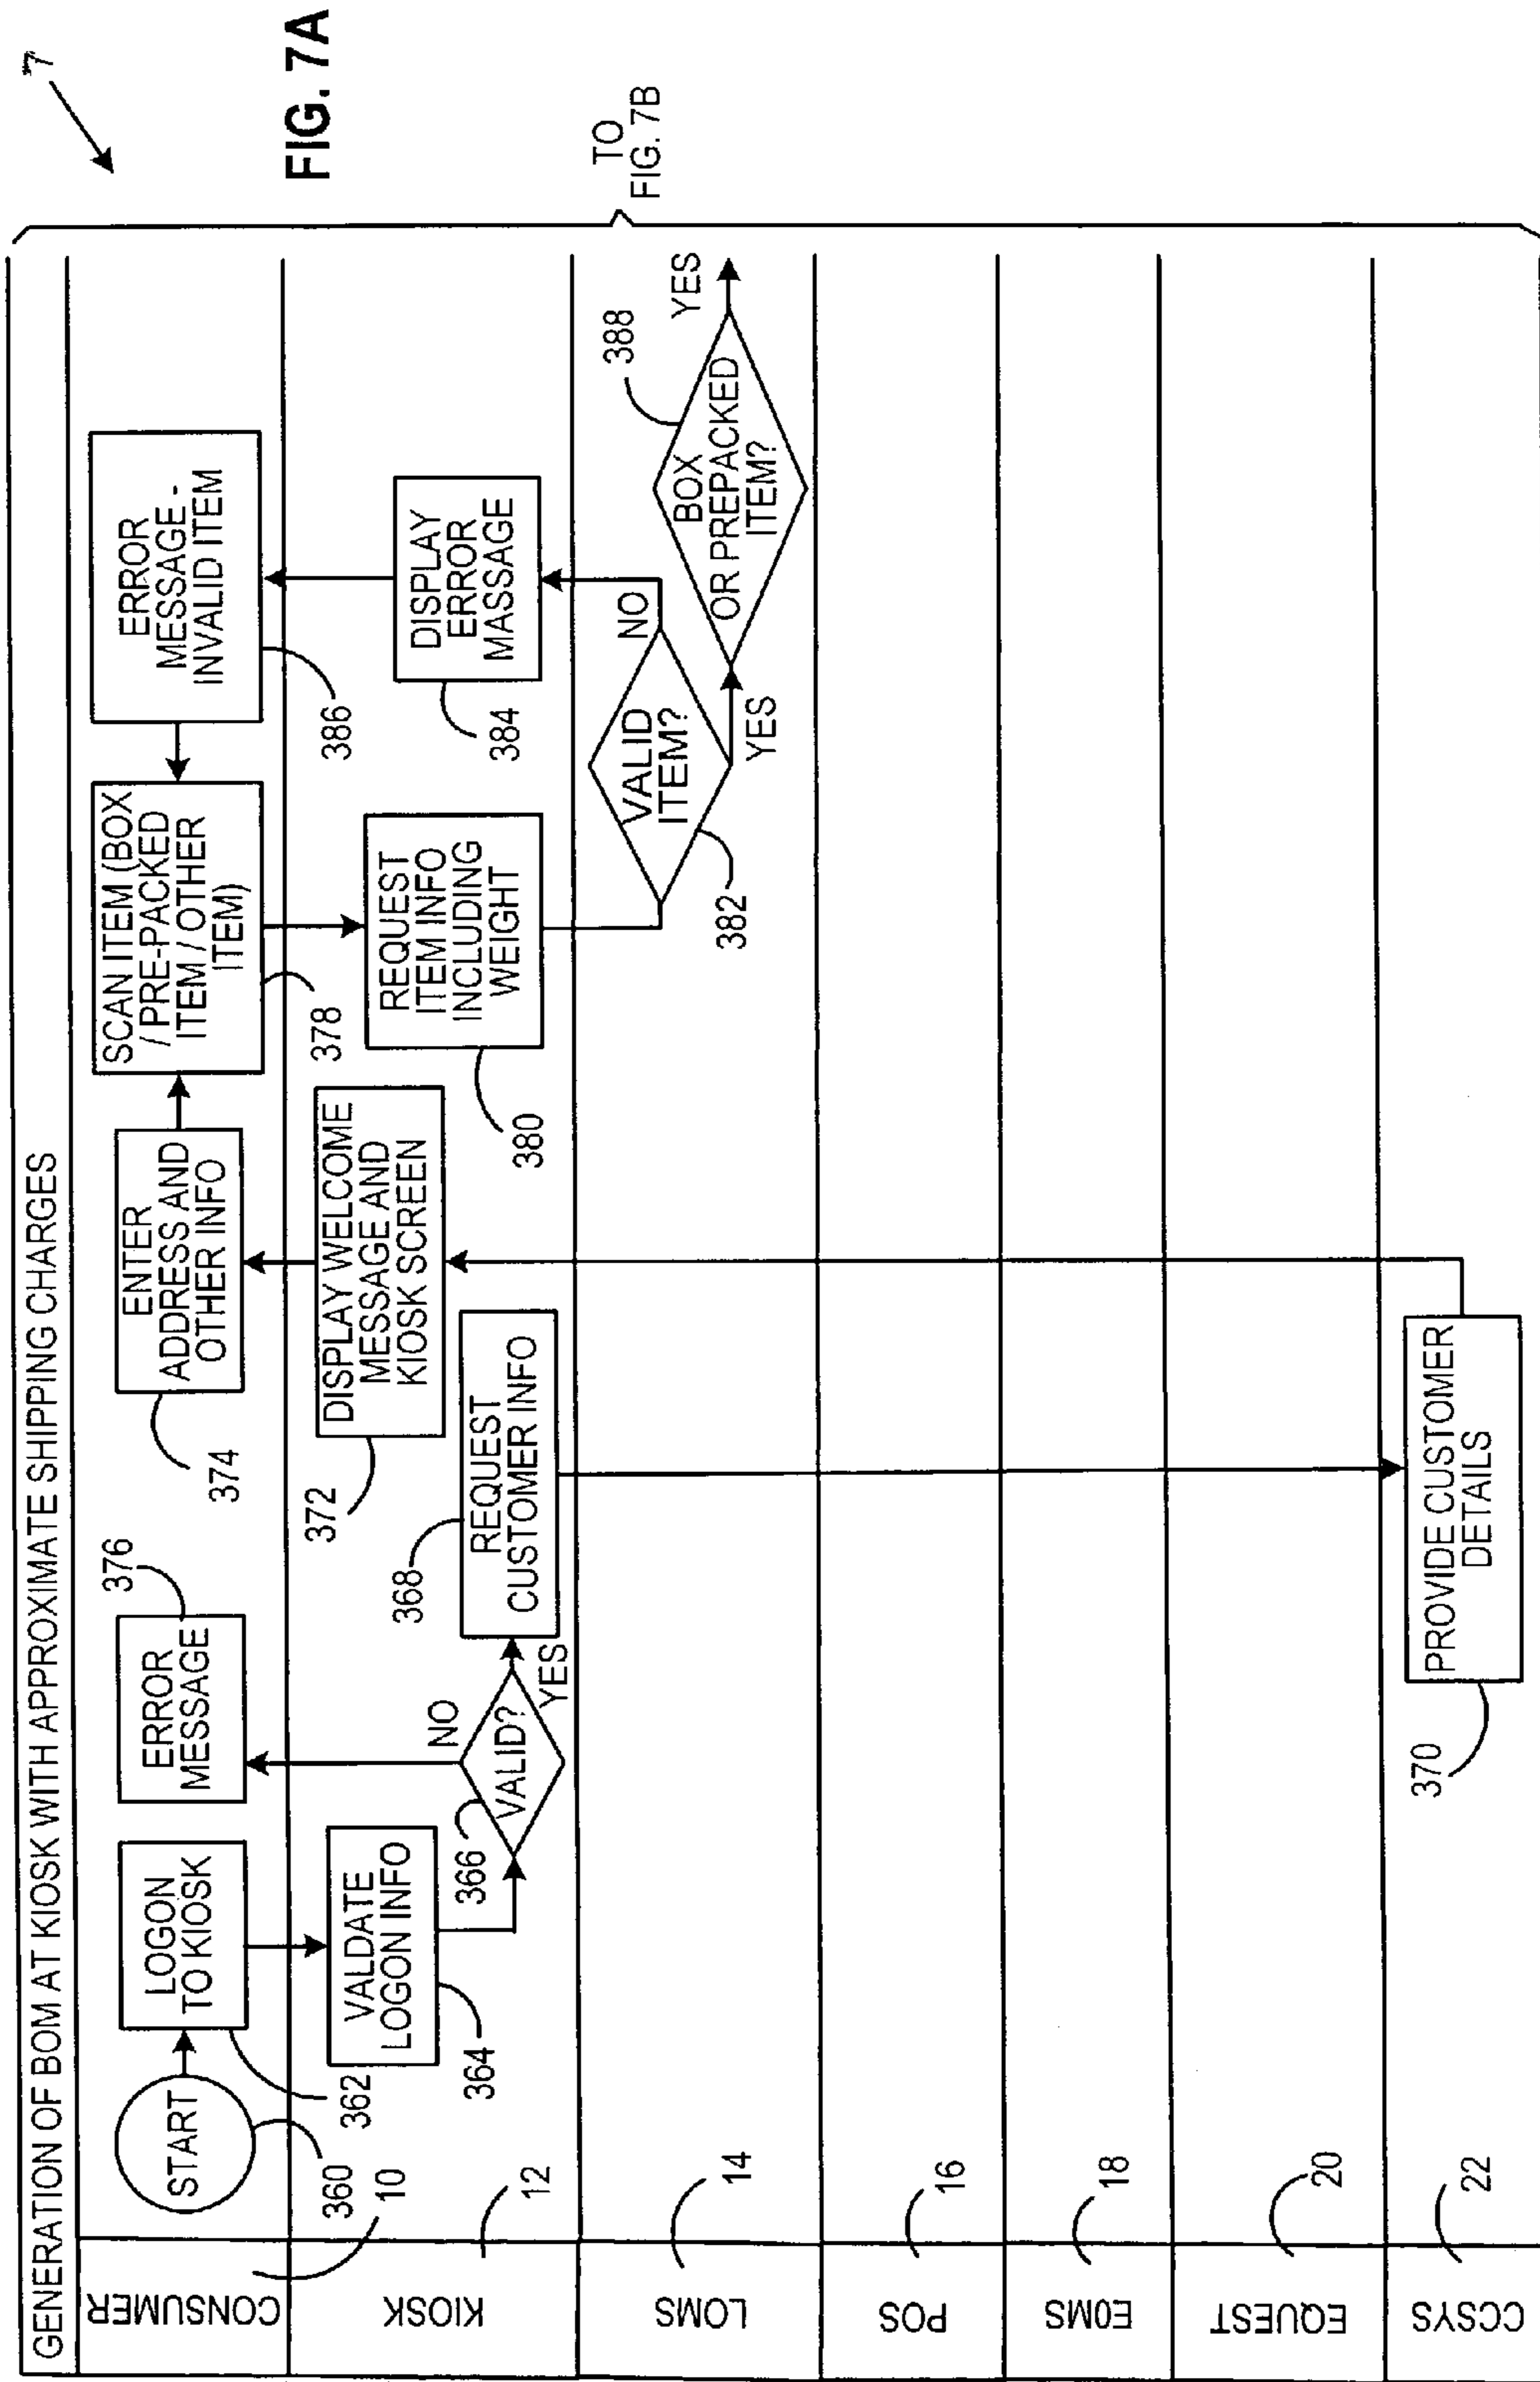 7
FIG. 7A
GENERATION OF BOM AT KIOSK WITH APPROXIMATE SHIPPING CHARGES
CONSUMER
10
START
360
LOGON
TO KIOSK
362
ERROR
MESSAGE
376
ENTER
ADDRESS AND
OTHER INFO
374
SCAN ITEM (BOX
/ PRE-PACKED
ITEM / OTHER
ITEM)
378
ERROR
MESSAGE -
INVALID ITEM
386
KIOSK
12
VALDATE
LOGON INFO
364
VALID?
366
NO
YES
REQUEST
CUSTOMER INFO
368
DISPLAY WELCOME
MESSAGE AND
KIOSK SCREEN
372
REQUEST
ITEM INFO
INCLUDING
WEIGHT
380
DISPLAY
ERROR
MASSAGE
384
LOMS
14
VALID
ITEM?
382
NO
YES
BOX
OR PREPACKED
ITEM?
388
YES
TO
FIG. 7B
POS
16
E0MS
18
EQUEST
20
CCSYS
22
PROVIDE CUSTOMER
DETAILS
370